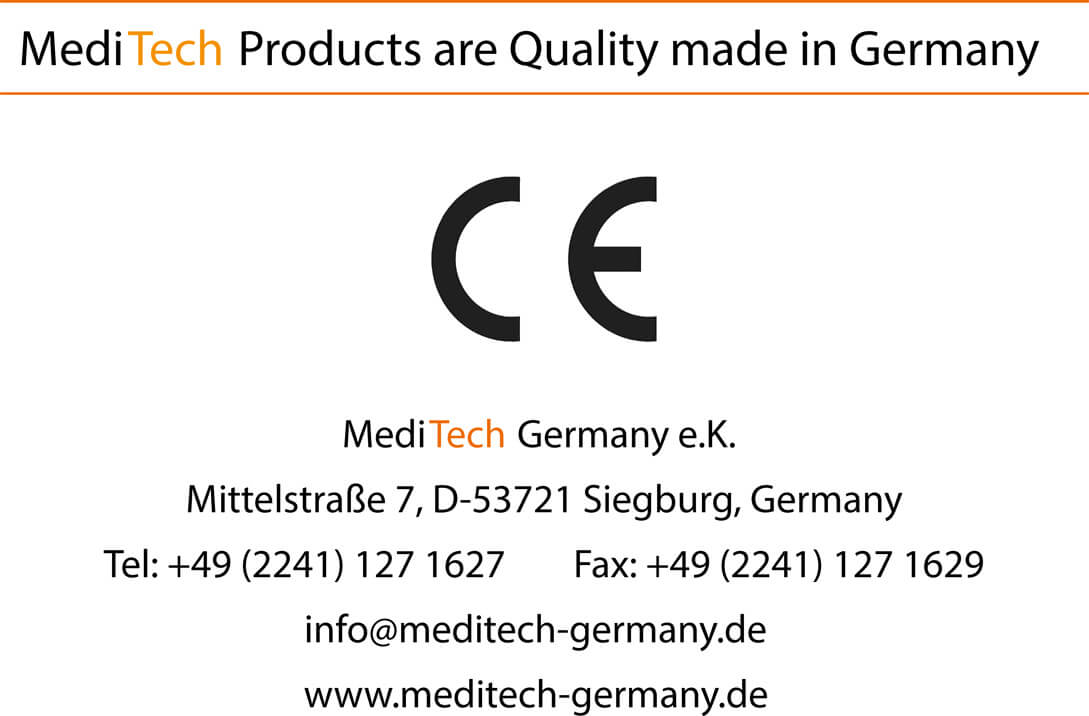 MediTech Products are Quality made in Germany
CE
MediTech Germany e.K.
Mittelstraße 7, D-53721 Siegburg, Germany
Tel: +49 (2241) 127 1627 Fax: +49 (2241) 127 1629
info@meditech-germany.de
www.meditech-germany.de